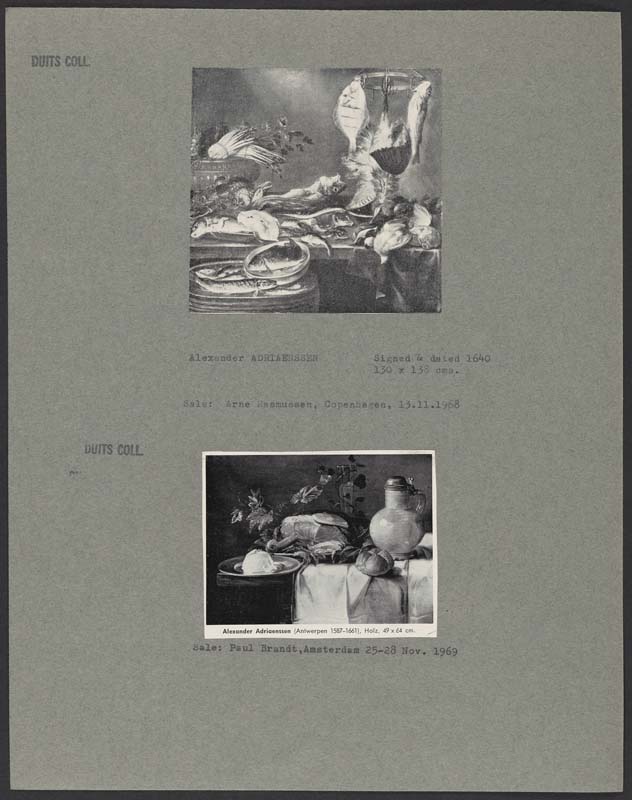 DUITS COLL.
Alexander ADRIAENSSEN
Signed & dated 1640
130 x 138 cms.
Sale: Arne Rasmussen, Copenhagen, 13.11.1968
DUITS COLL.
Alexander Adriaenssen (Antwerpen 1587–1661), Holz, 49 x 64 cm.
Sale: Paul Brandt,Amsterdam 25-28 Nov. 1969